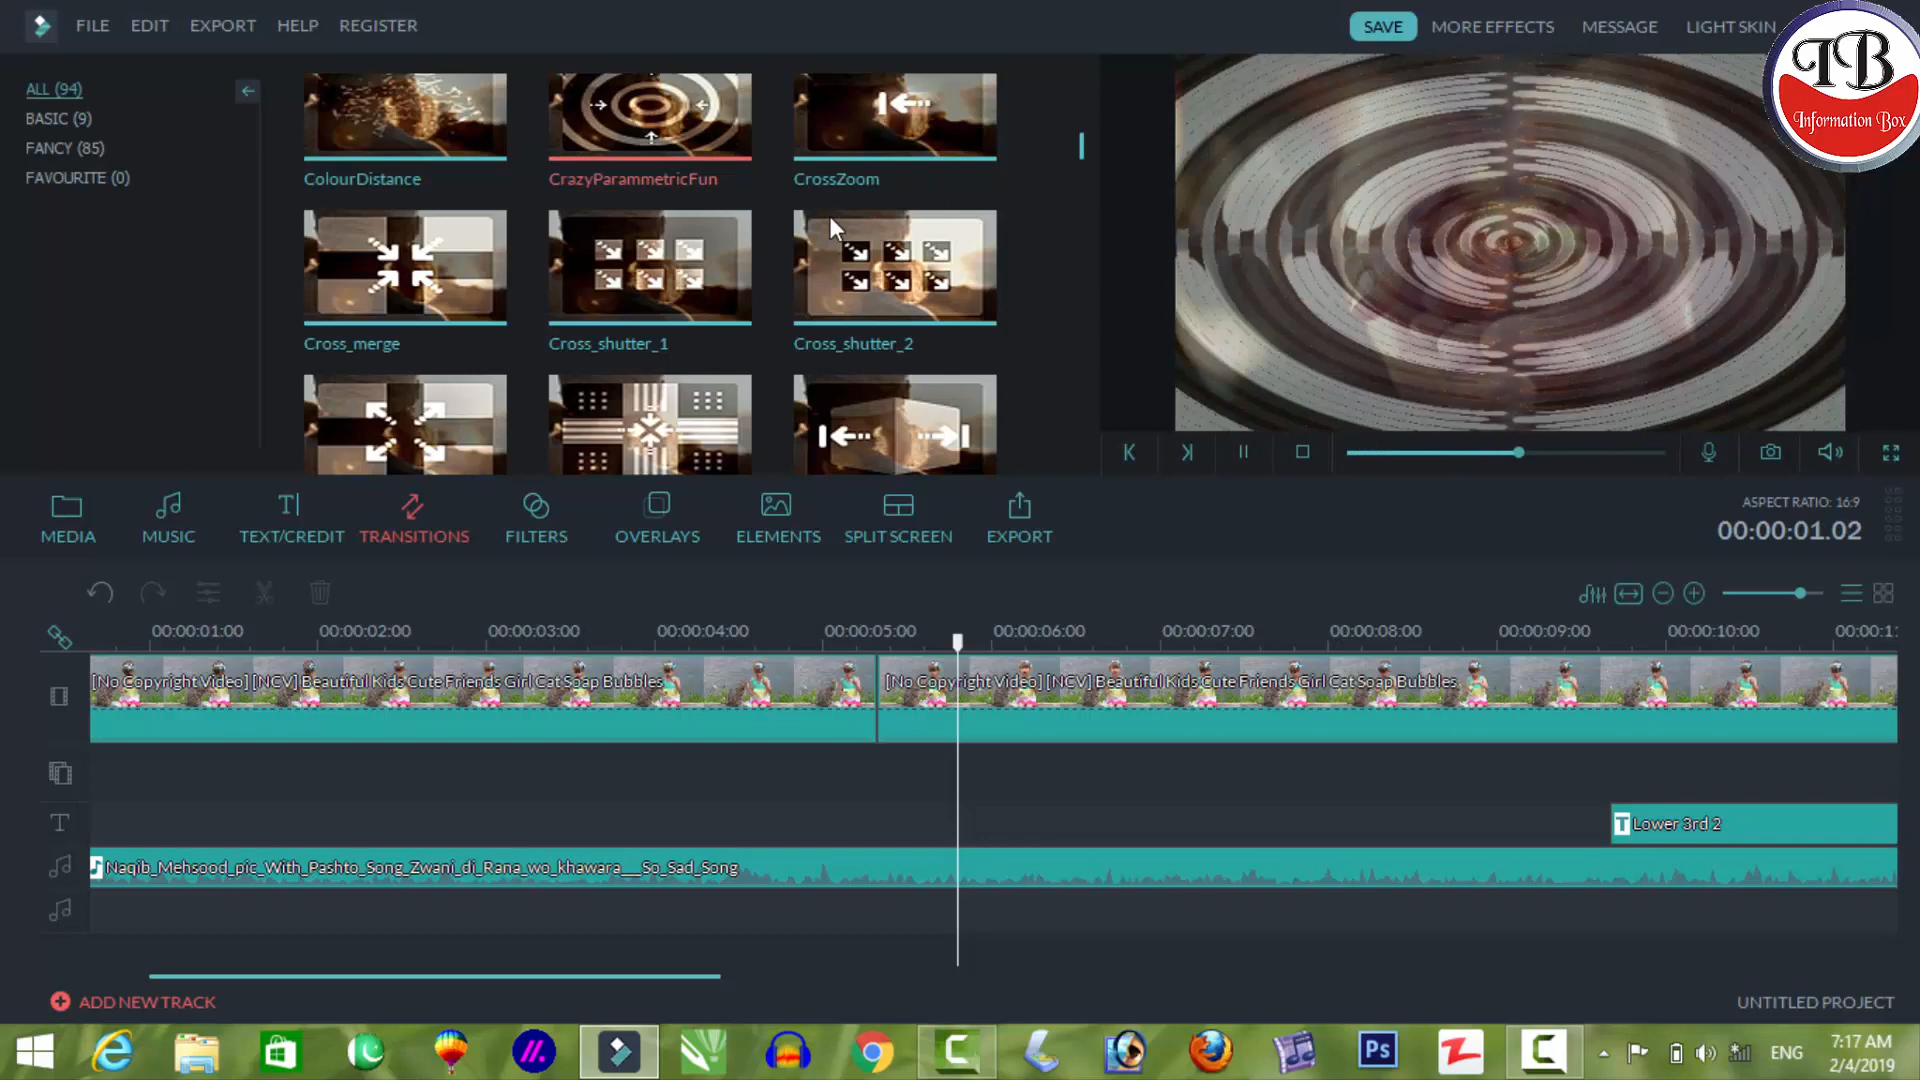 FILE EDIT EXPORT HELP REGISTER
SAVE MORE EFFECTS MESSAGE LIGHT SKIN
TB
Information Box
ALL (94)
BASIC (9)
FANCY (85)
FAVOURITE (0)
ColourDistance CrazyParammetricFun CrossZoom
Cross_merge Cross_shutter_1 Cross_shutter_2
MEDIA MUSIC TEXT/CREDIT TRANSITIONS FILTERS OVERLAYS ELEMENTS SPLIT SCREEN EXPORT
ASPECT RATIO: 16:9
00:00:01.02
00:00:01:00 00:00:02:00 00:00:03:00 00:00:04:00 00:00:05:00 00:00:06:00 00:00:07:00 00:00:08:00 00:00:09:00 00:00:10:00 00:00:1
[No Copyright Video] [NCV] Beautiful Kids Cute Friends Girl Cat Soap Bubbles
[No Copyright Video] [NCV] Beautiful Kids Cute Friends Girl Cat Soap Bubbles
T Lower 3rd 2
Naqib_Mehsood_pic_With_Pashto_Song_Zwani_di_Rana_wo_khawara__So_Sad_Song
ADD NEW TRACK
UNTITLED PROJECT
Ps
ENG
7:17 AM
2/4/2019